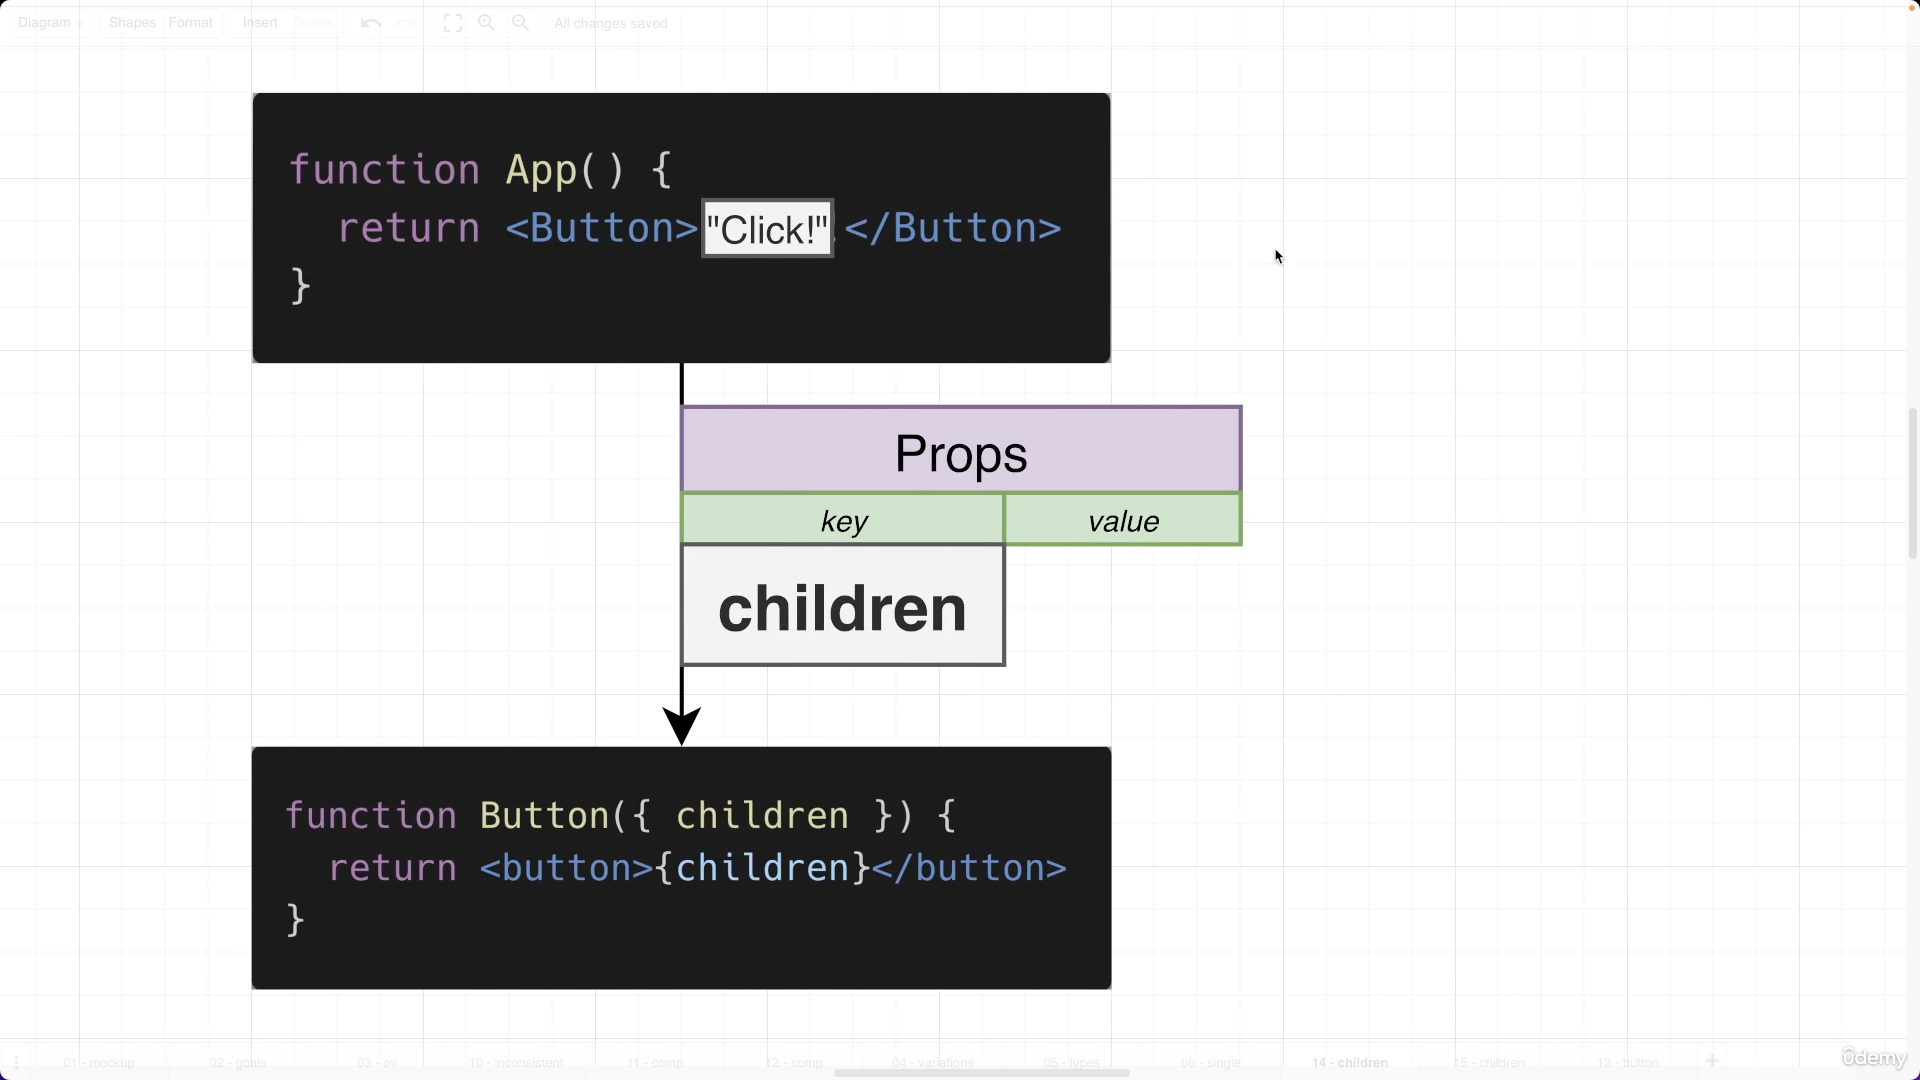 Diagram Shapes Format Insert Delete All changes saved
function App() {
return <Button>"Click!"</Button>
}
Props
key value
children
function Button({ children }) {
return <button>{children}</button>
}
01 - mockup 02 - goals 03 - ov 10 - inconsistent 11 - comp 12 - comp 04 - variations 05 - types 06 - single 14 - children 15 - children 13 - button
ûdemy